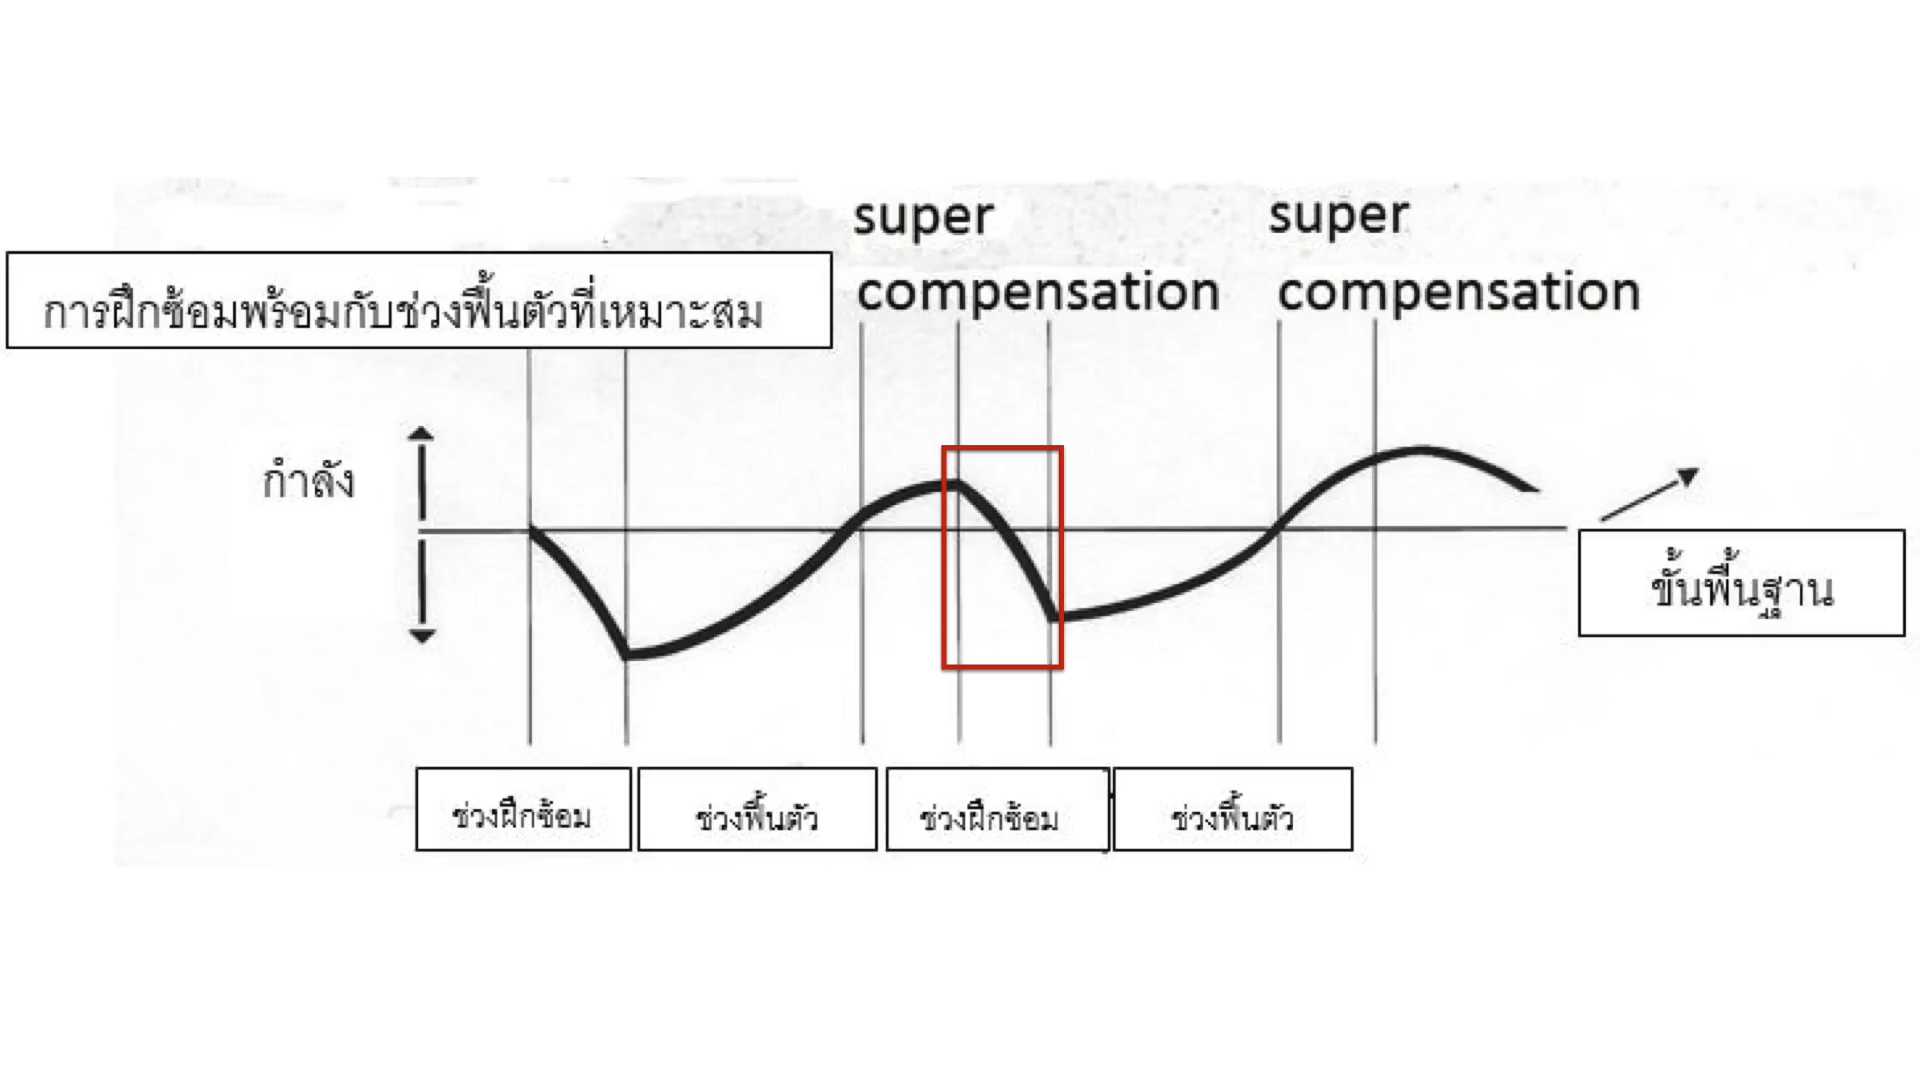 super
compensation
super
compensation
การฝึกซ้อมพร้อมกับช่วงฟื้นตัวที่เหมาะสม
กำลัง
ขั้นพื้นฐาน
ช่วงฝึกซ้อม
ช่วงฟื้นตัว
ช่วงฝึกซ้อม
ช่วงฟื้นตัว